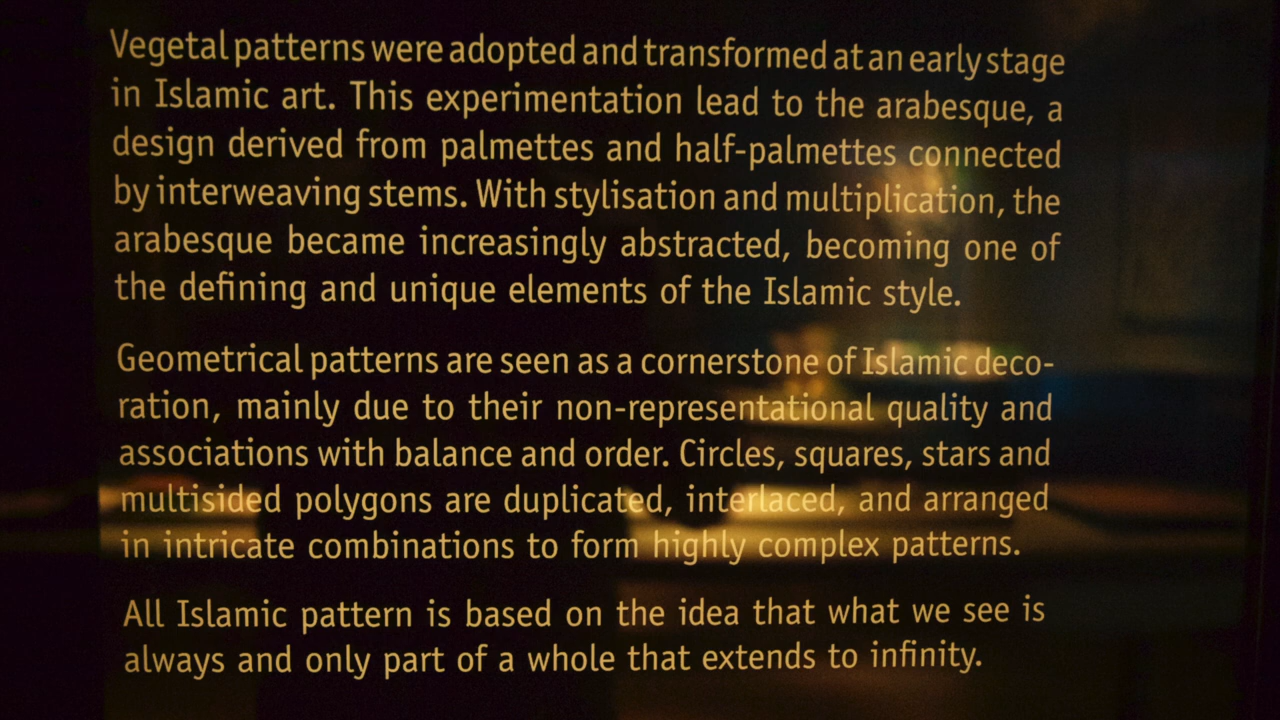 Vegetal patterns were adopted and transformed at an early stage
in Islamic art. This experimentation lead to the arabesque, a
design derived from palmettes and half-palmettes connected
by interweaving stems. With stylisation and multiplication, the
arabesque became increasingly abstracted, becoming one of
the defining and unique elements of the Islamic style.
Geometrical patterns are seen as a cornerstone of Islamic deco-
ration, mainly due to their non-representational quality and
associations with balance and order. Circles, squares, stars and
multisided polygons are duplicated, interlaced, and arranged
in intricate combinations to form highly complex patterns.
All Islamic pattern is based on the idea that what we see is
always and only part of a whole that extends to infinity.